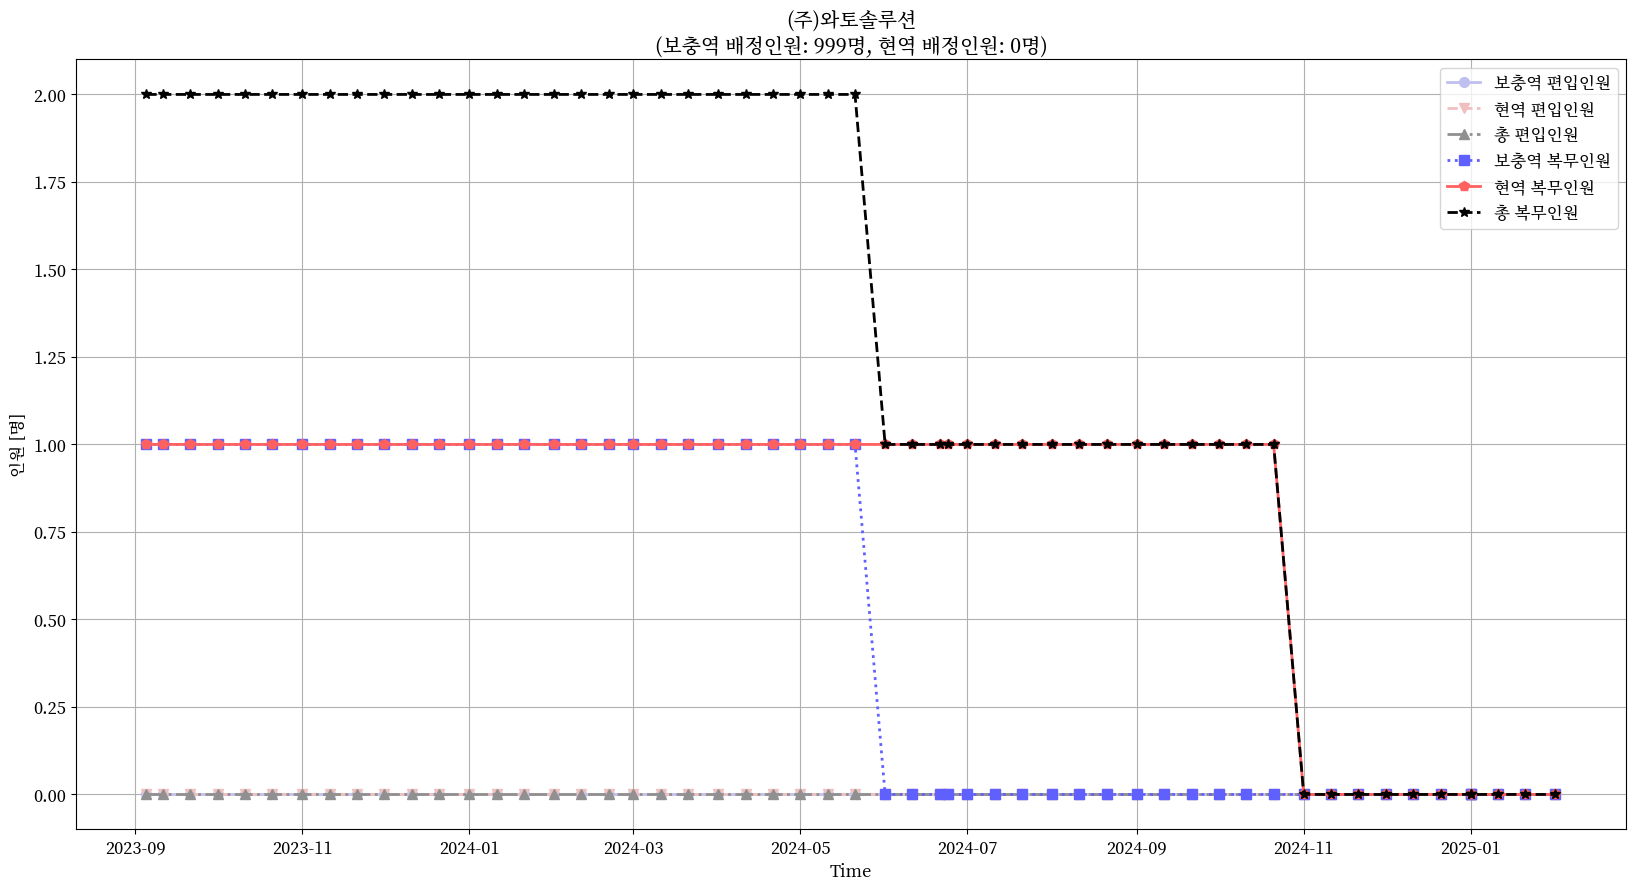 (주)와토솔루션
(보충역 배정인원: 999명, 현역 배정인원: 0명)
2.00
1.75
1.50
1.25
1.00
0.75
0.50
0.25
0.00
인원 [명]
보충역 편입인원
현역 편입인원
총 편입인원
보충역 복무인원
현역 복무인원
총 복무인원
2023-09
2023-11
2024-01
2024-03
2024-05
2024-07
2024-09
2024-11
2025-01
Time